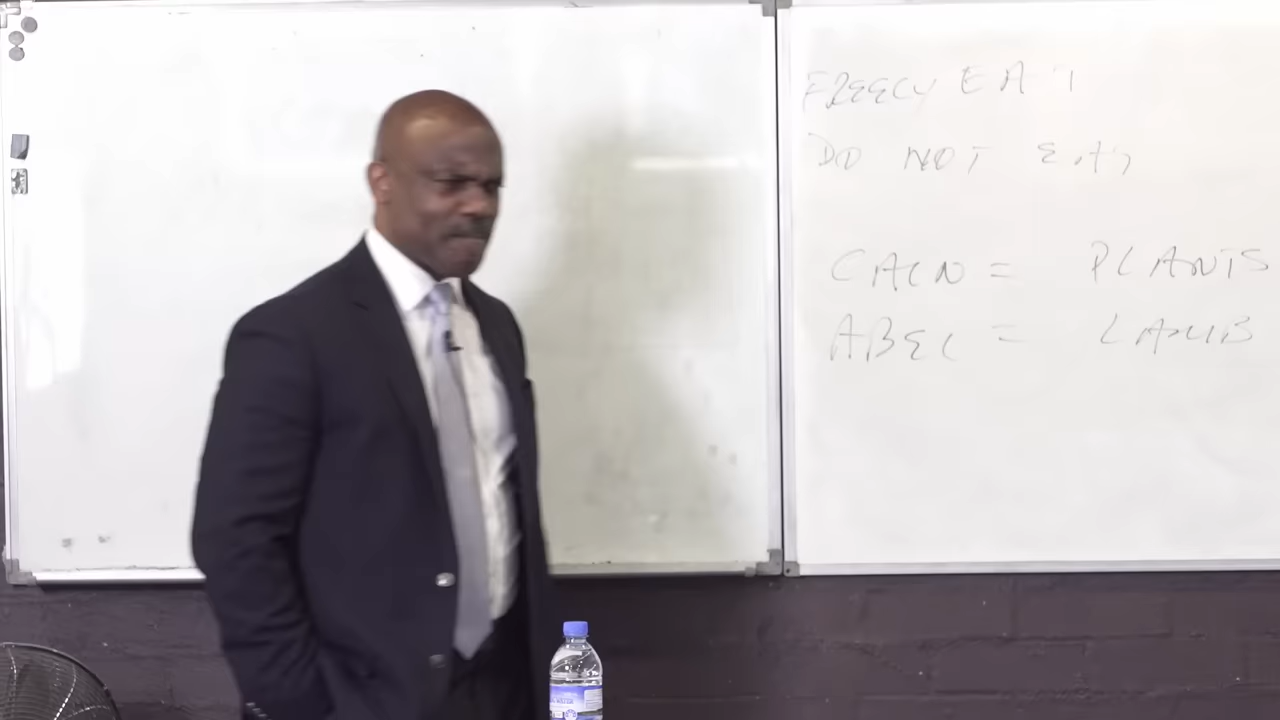 FREELY EAT
DO NOT EAT
CAIN = PLANTS
ABEL = LAMB